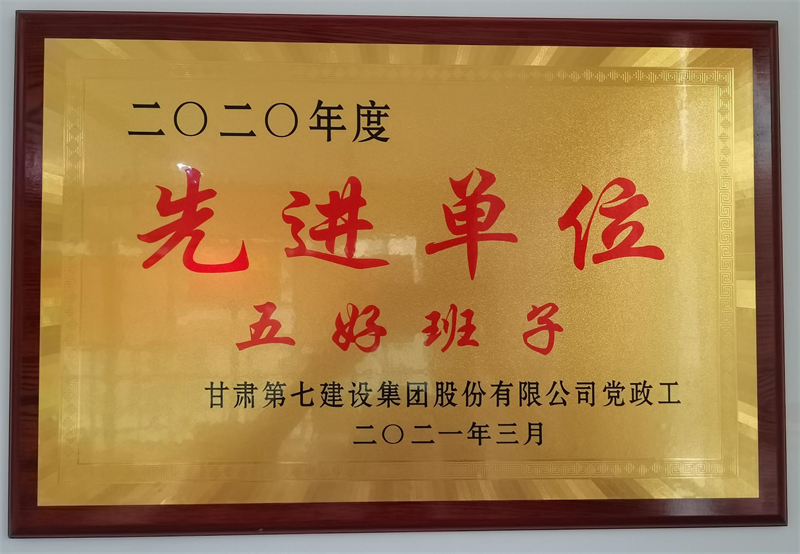 二〇二〇年度
先进单位
五好班子
甘肃第七建设集团股份有限公司党政工
二〇二一年三月